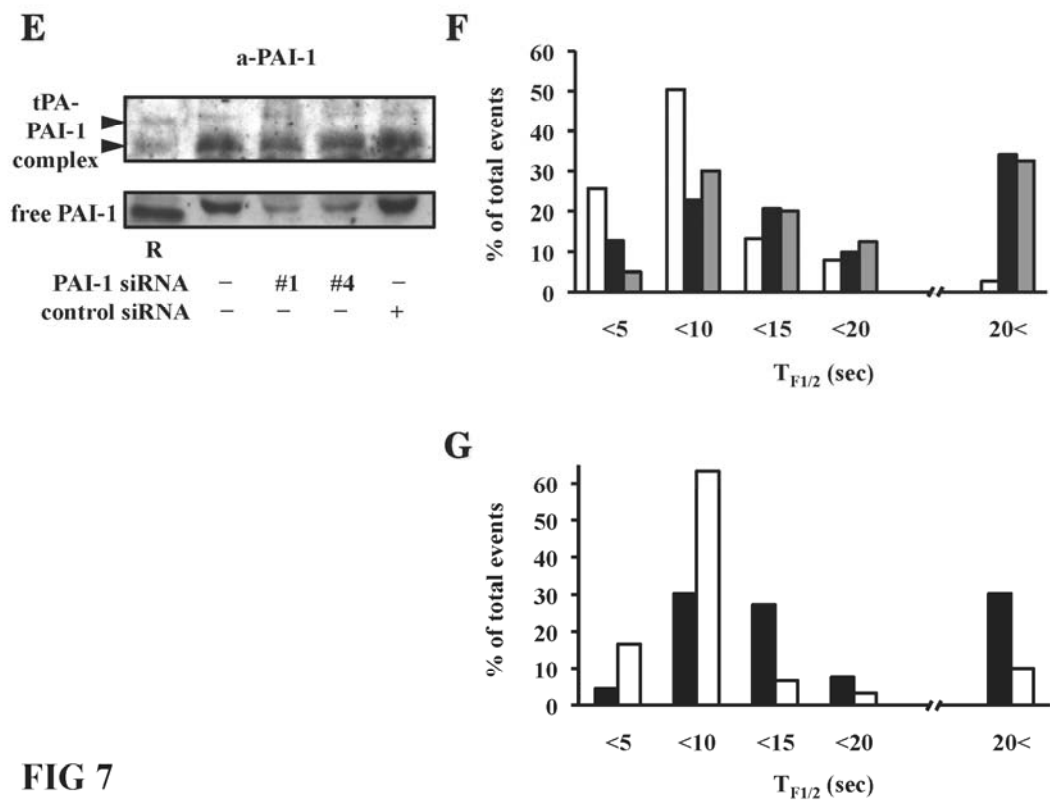 E
a-PAI-1
tPA-
PAI-1
complex
free PAI-1
R
PAI-1 siRNA – #1 #4 –
control siRNA – – – +
F
% of total events
60
50
40
30
20
10
0
<5 <10 <15 <20 20<
T_F1/2 (sec)
G
% of total events
60
50
40
30
20
10
0
<5 <10 <15 <20 20<
T_F1/2 (sec)
FIG 7